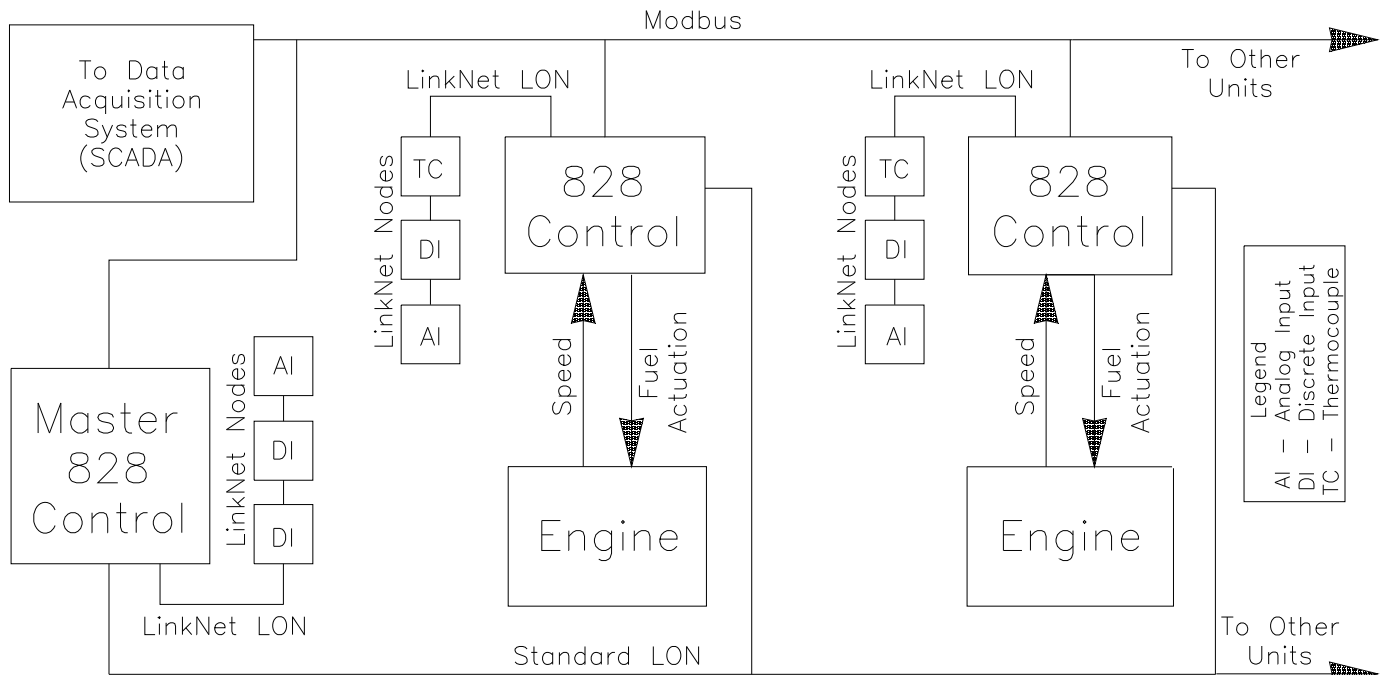 Modbus
To Data
Acquisition
System
(SCADA)
To Other
Units
LinkNet LON
LinkNet Nodes
TC
DI
AI
828
Control
Speed
Fuel
Actuation
Engine
LinkNet LON
LinkNet Nodes
TC
DI
AI
828
Control
Speed
Fuel
Actuation
Engine
Legend
AI – Analog Input
DI – Discrete Input
TC – Thermocouple
Master
828
Control
LinkNet Nodes
AI
DI
DI
LinkNet LON
Standard LON
To Other
Units